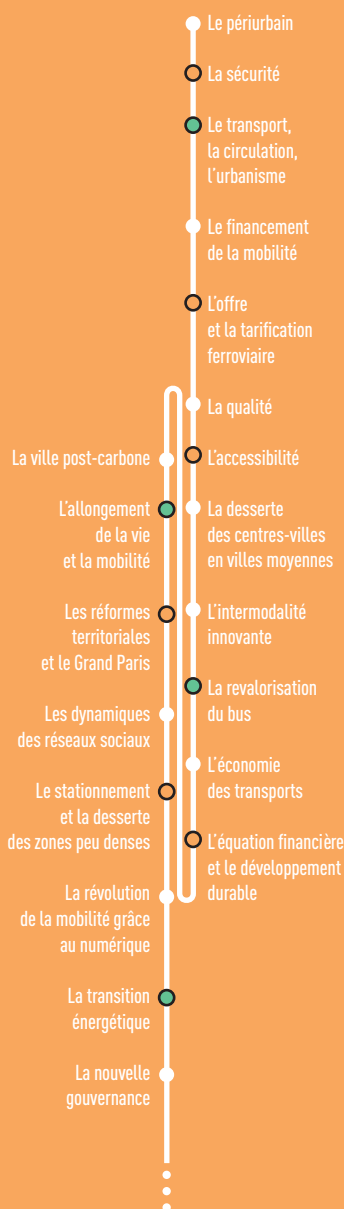 Le périurbain
La sécurité
Le transport,
la circulation,
l'urbanisme
Le financement
de la mobilité
L'offre
et la tarification
ferroviaire
La qualité
L'accessibilité
La desserte
des centres-villes
en villes moyennes
L'intermodalité
innovante
La revalorisation
du bus
L'économie
des transports
L'équation financière
et le développement
durable
La ville post-carbone
L'allongement
de la vie
et la mobilité
Les réformes
territoriales
et le Grand Paris
Les dynamiques
des réseaux sociaux
Le stationnement
et la desserte
des zones peu denses
La révolution
de la mobilité grâce
au numérique
La transition
énergétique
La nouvelle
gouvernance